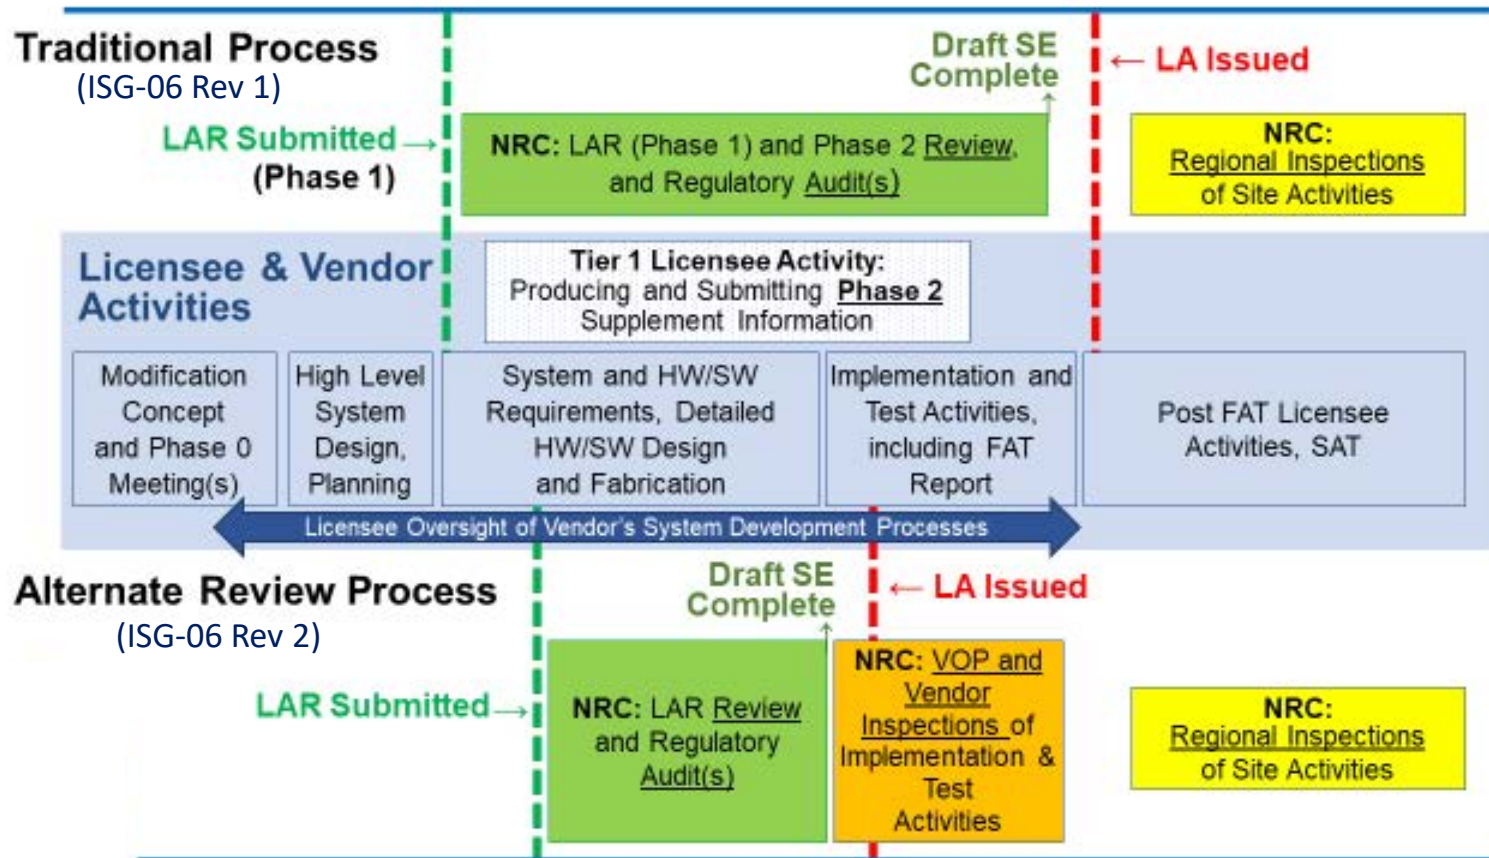 Traditional Process
(ISG-06 Rev 1)
Draft SE
Complete
← LA Issued
LAR Submitted →
(Phase 1)
NRC: LAR (Phase 1) and Phase 2 Review,
and Regulatory Audit(s)
NRC:
Regional Inspections
of Site Activities
Licensee & Vendor
Activities
Tier 1 Licensee Activity:
Producing and Submitting Phase 2
Supplement Information
Modification
Concept
and Phase 0
Meeting(s)
High Level
System
Design,
Planning
System and HW/SW
Requirements, Detailed
HW/SW Design
and Fabrication
Implementation and
Test Activities,
including FAT
Report
Post FAT Licensee
Activities, SAT
Licensee Oversight of Vendor's System Development Processes
Alternate Review Process
(ISG-06 Rev 2)
Draft SE
Complete
← LA Issued
LAR Submitted →
NRC: LAR Review
and Regulatory
Audit(s)
NRC: VOP and
Vendor
Inspections of
Implementation &
Test
Activities
NRC:
Regional Inspections
of Site Activities